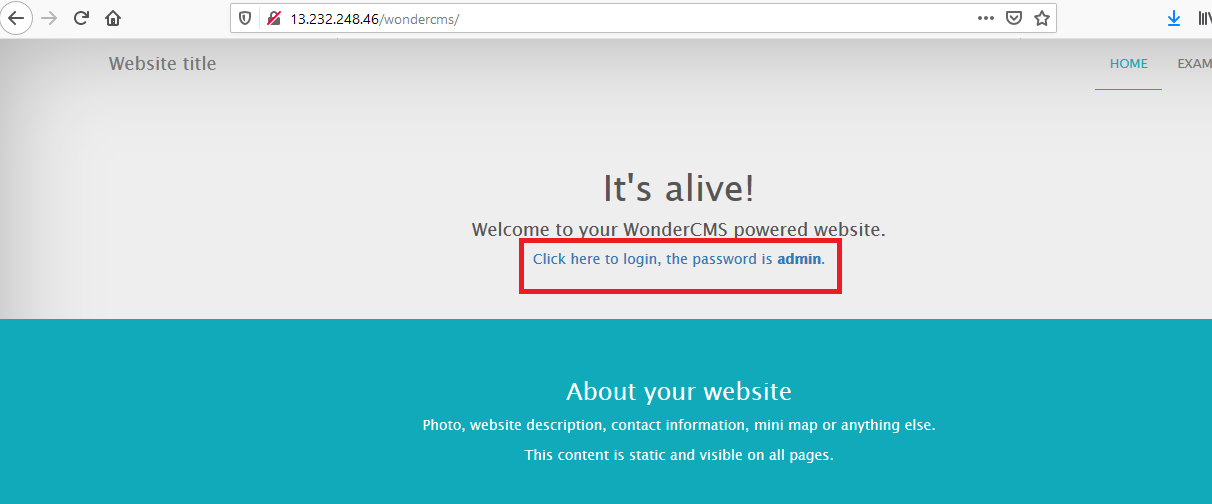 13.232.248.46/wondercms/
Website title
HOME
EXAM
It's alive!
Welcome to your WonderCMS powered website.
Click here to login, the password is admin.
About your website
Photo, website description, contact information, mini map or anything else.
This content is static and visible on all pages.